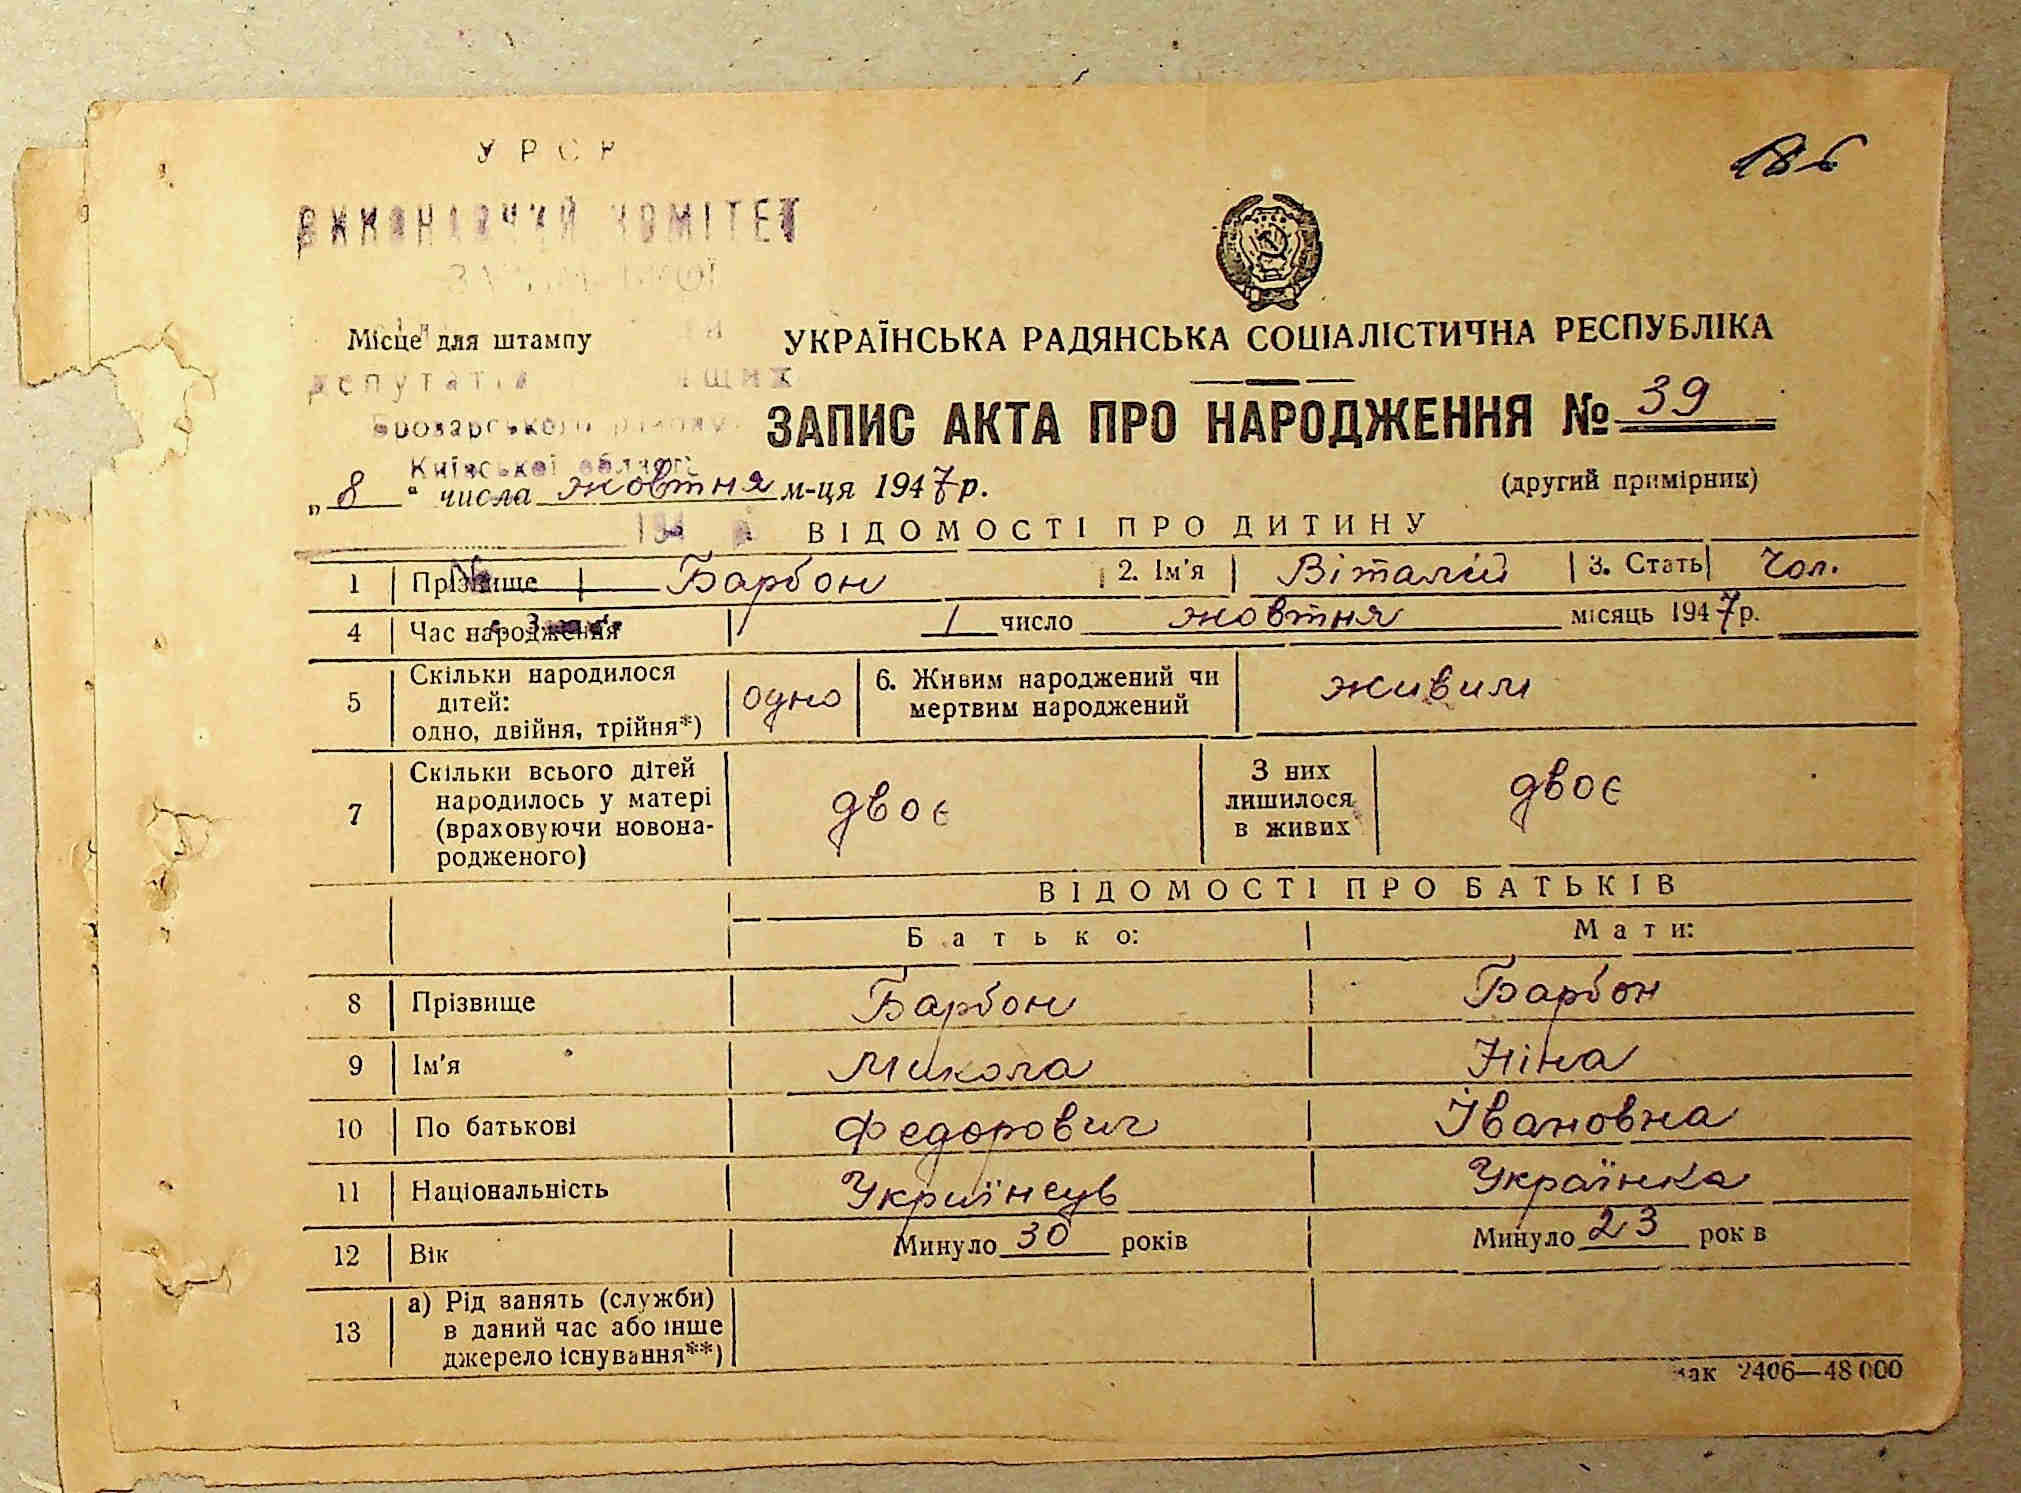 186
УРСР
ВИКОНАВЧИЙ КОМІТЕТ
Місце для штампу
УКРАЇНСЬКА РАДЯНСЬКА СОЦІАЛІСТИЧНА РЕСПУБЛІКА
депутатів трудящих
Броварського району
Київської області
ЗАПИС АКТА ПРО НАРОДЖЕННЯ № 39
„8“ числа жовтня м-ця 1947 р.
(другий примірник)
194 р.
ВІДОМОСТІ ПРО ДИТИНУ
№
1 Прізвище Барбон 2. Ім'я Віталій 3. Стать Чол.
4 Час народження 1 число жовтня місяць 1947 р.
5 Скільки народилося дітей: одно, двійня, трійня*) одно 6. Живим народжений чи мертвим народжений живим
7 Скільки всього дітей народилось у матері (враховуючи новонародженого) двоє З них лишилося в живих двоє
ВІДОМОСТІ ПРО БАТЬКІВ
Батько: Мати:
8 Прізвище Барбон Барбон
9 Ім'я Микола Ніна
10 По батькові Федорович Івановна
11 Національність Українець Українка
12 Вік Минуло 30 років Минуло 23 рок в
13 а) Рід занять (служби)
в даний час або інше
джерело існування**)
зак 2406—48 000